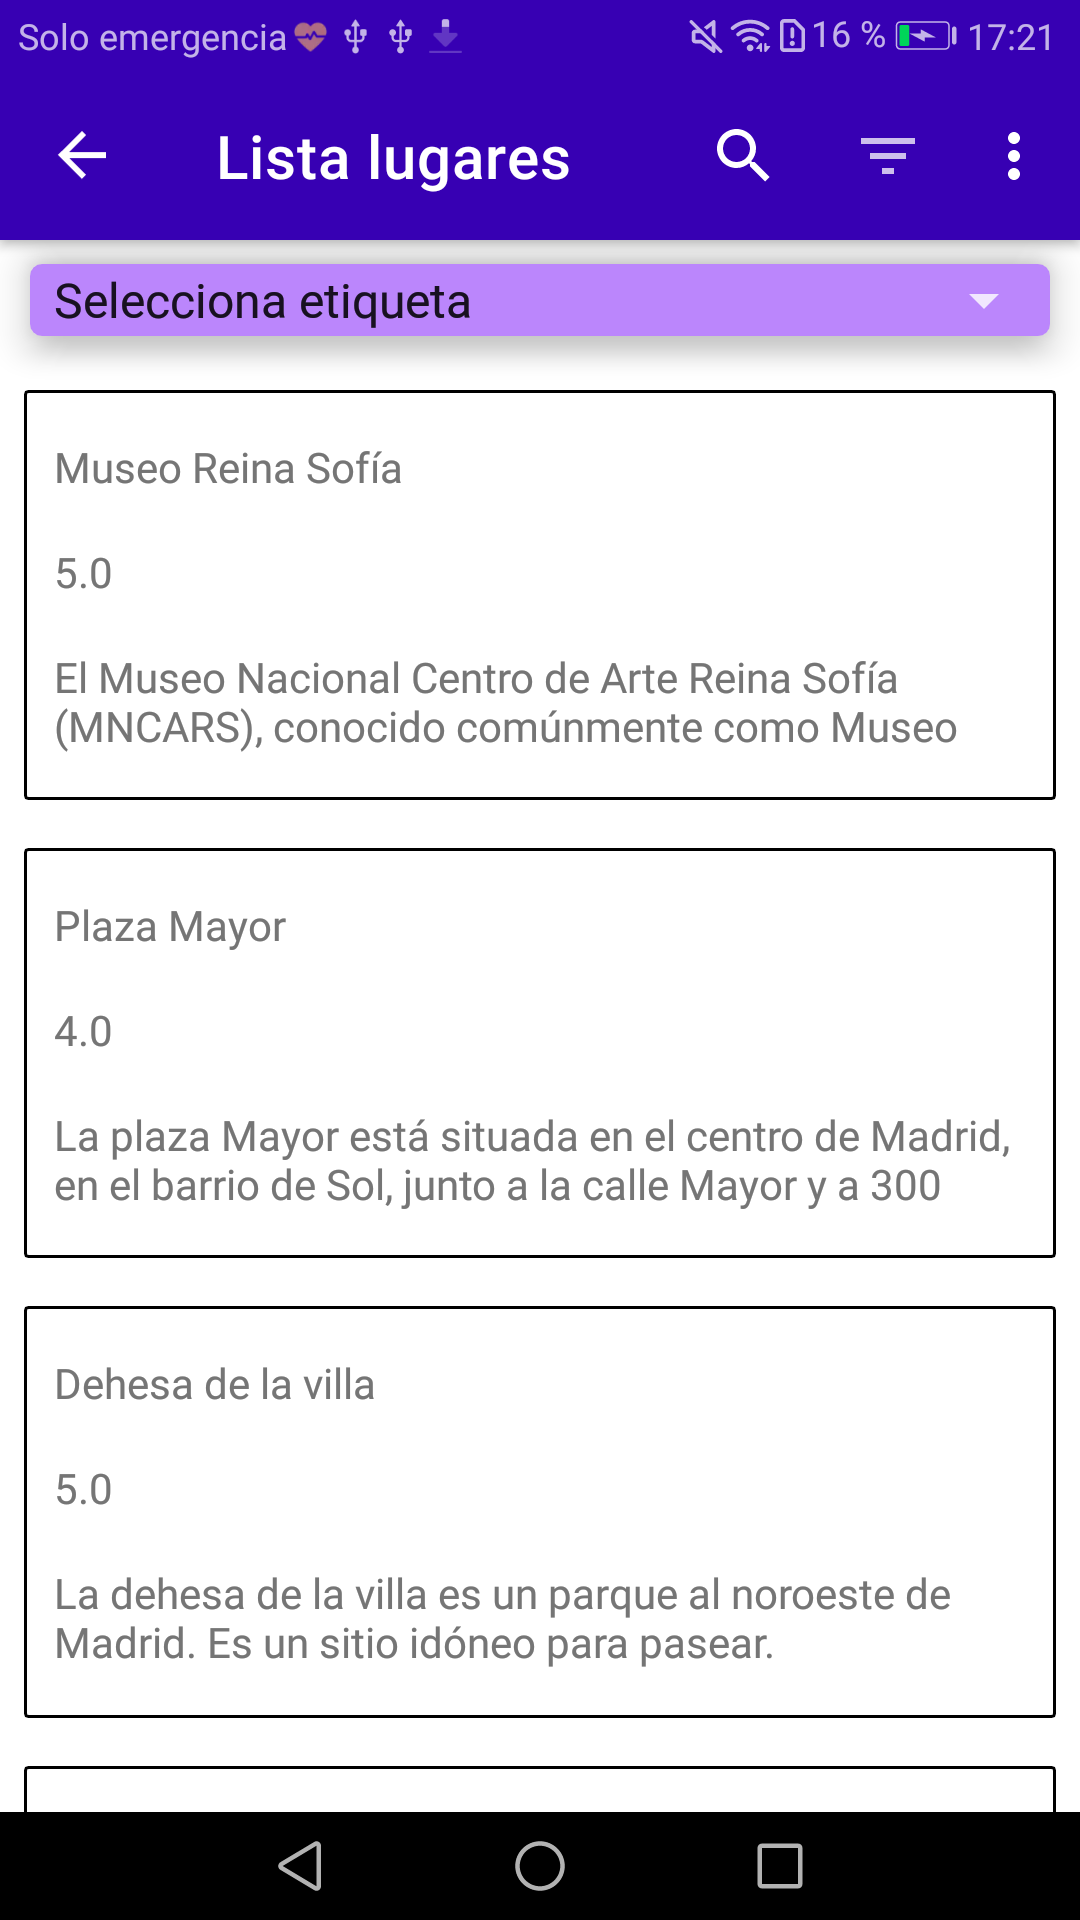 Solo emergencia 16 % 17:21
Lista lugares
Selecciona etiqueta
Museo Reina Sofía
5.0
El Museo Nacional Centro de Arte Reina Sofía
(MNCARS), conocido comúnmente como Museo
Plaza Mayor
4.0
La plaza Mayor está situada en el centro de Madrid,
en el barrio de Sol, junto a la calle Mayor y a 300
Dehesa de la villa
5.0
La dehesa de la villa es un parque al noroeste de
Madrid. Es un sitio idóneo para pasear.